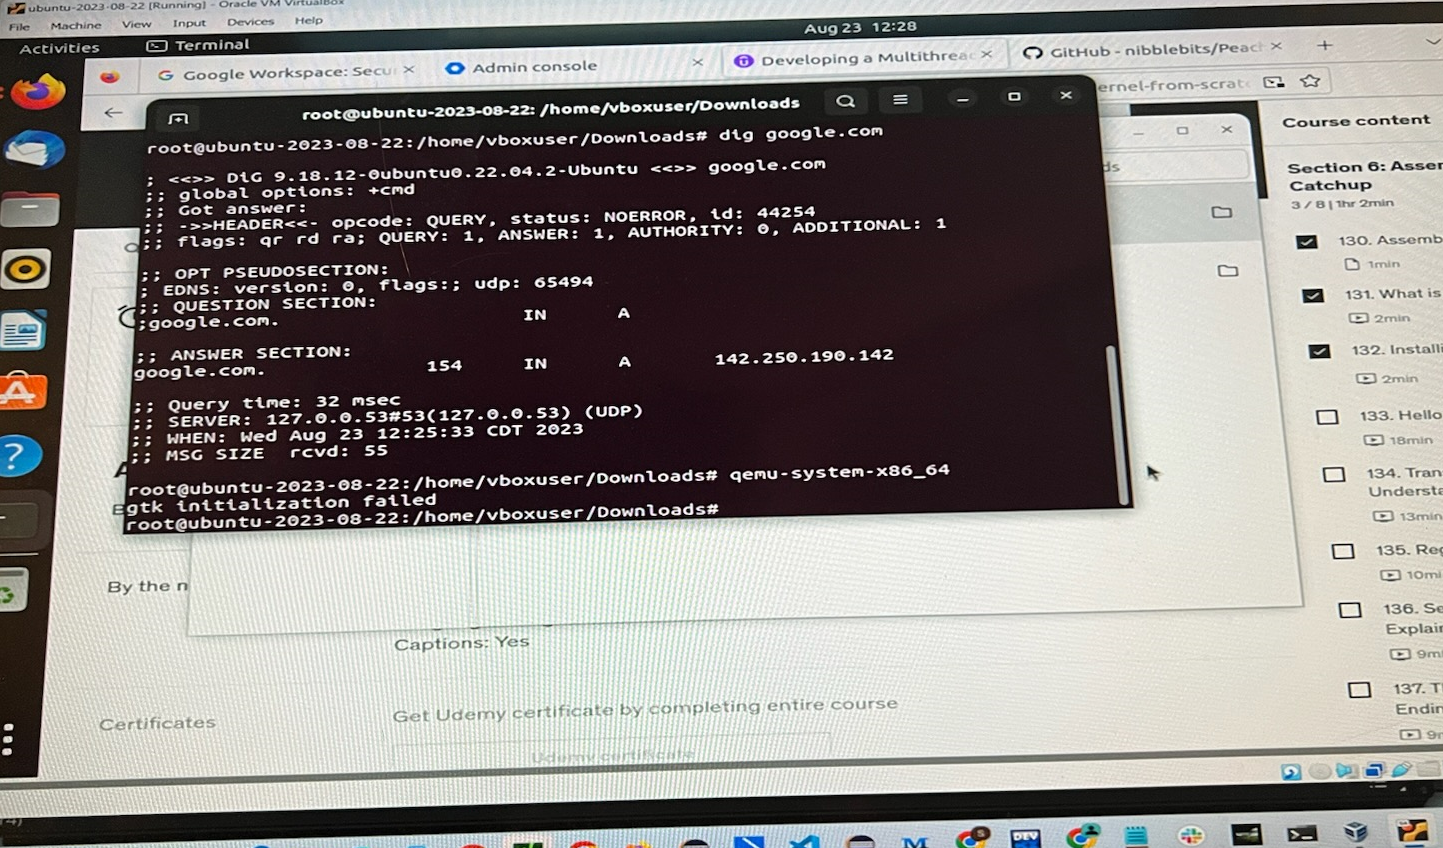 ubuntu-2023-08-22 [Running] - Oracle VM VirtualBox
File Machine View Input Devices Help
Activities Terminal Aug 23 12:28
Google Workspace: Secu
Admin console
Developing a Multithrea
GitHub - nibblebits/Peac
ernel-from-scrat
root@ubuntu-2023-08-22: /home/vboxuser/Downloads
root@ubuntu-2023-08-22:/home/vboxuser/Downloads# dig google.com
; <<>> DiG 9.18.12-0ubuntu0.22.04.2-Ubuntu <<>> google.com
;; global options: +cmd
;; Got answer:
;; ->>HEADER<<- opcode: QUERY, status: NOERROR, id: 44254
;; flags: qr rd ra; QUERY: 1, ANSWER: 1, AUTHORITY: 0, ADDITIONAL: 1
;; OPT PSEUDOSECTION:
; EDNS: version: 0, flags:; udp: 65494
;; QUESTION SECTION:
;google.com. IN A
;; ANSWER SECTION:
google.com. 154 IN A 142.250.190.142
;; Query time: 32 msec
;; SERVER: 127.0.0.53#53(127.0.0.53) (UDP)
;; WHEN: Wed Aug 23 12:25:33 CDT 2023
;; MSG SIZE rcvd: 55
root@ubuntu-2023-08-22:/home/vboxuser/Downloads# qemu-system-x86_64
gtk initialization failed
root@ubuntu-2023-08-22:/home/vboxuser/Downloads#
By the n
Captions: Yes
Certificates
Get Udemy certificate by completing entire course
Udemy certificate
Course content
Section 6: Assem
Catchup
3 / 8 | 1hr 2min
130. Assemb
1min
131. What is
2min
132. Installi
2min
133. Hello
18min
134. Tran
Understa
13min
135. Reg
10mi
136. Se
Explain
9m
137. T
Endin
9m
DEV